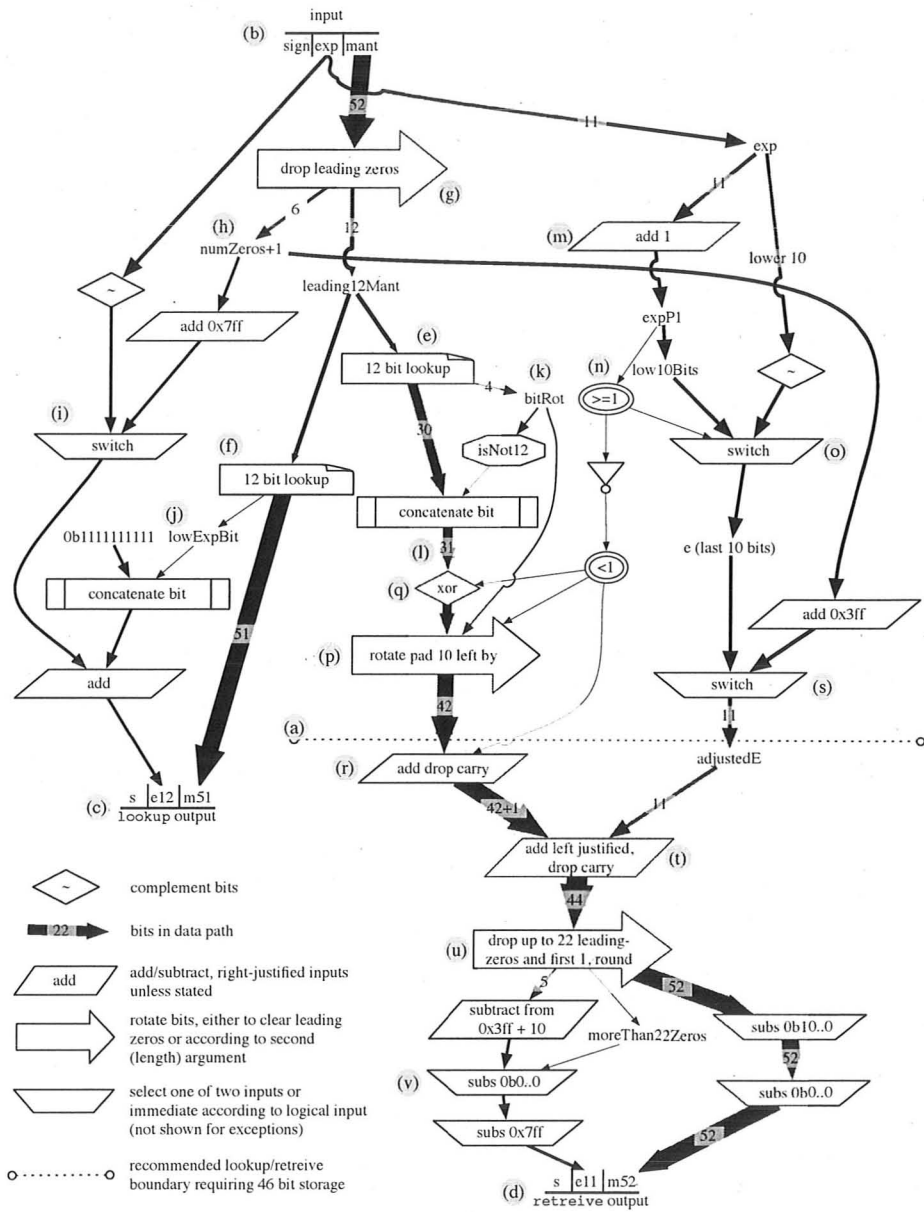 input
(b)
sign exp mant
52
11
exp
drop leading zeros
(g)
11
6
12
(h)
numZeros+1
(m)
add 1
lower 10
~
leading12Mant
add 0x7ff
expP1
(e)
12 bit lookup
4
(k)
bitRot
(n)
>=1
low10Bits
~
(i)
switch
(f)
30
isNot12
switch
(o)
12 bit lookup
(j)
lowExpBit
0b1111111111
concatenate bit
concatenate bit
(l)
31
<1
e (last 10 bits)
(q)
xor
add 0x3ff
51
(p)
rotate pad 10 left by
add
switch
(s)
42
11
(a)
adjustedE
(r)
add drop carry
(c)
s e12 m51
lookup output
42+1
11
add left justified,
drop carry
(t)
~
complement bits
44
22
bits in data path
(u)
drop up to 22 leading-
zeros and first 1, round
add
add/subtract, right-justified inputs
unless stated
5
52
subtract from
0x3ff + 10
moreThan22Zeros
subs 0b10..0
rotate bits, either to clear leading
zeros or according to second
(length) argument
52
(v)
subs 0b0..0
subs 0b0..0
select one of two inputs or
immediate according to logical input
(not shown for exceptions)
subs 0x7ff
52
recommended lookup/retreive
boundary requiring 46 bit storage
(d)
s e11 m52
retreive output